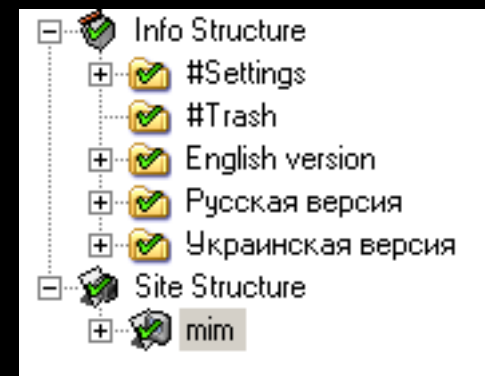 Info Structure
#Settings
#Trash
English version
Русская версия
Украинская версия
Site Structure
mim